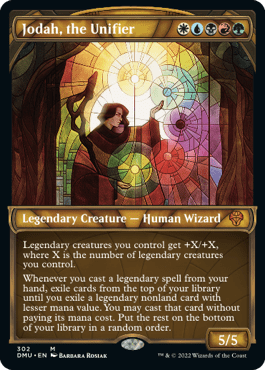 Jodah, the Unifier
Legendary Creature — Human Wizard
Legendary creatures you control get +X/+X,
where X is the number of legendary creatures
you control.
Whenever you cast a legendary spell from your
hand, exile cards from the top of your library
until you exile a legendary nonland card with
lesser mana value. You may cast that card without
paying its mana cost. Put the rest on the bottom
of your library in a random order.
5/5
302 M
DMU • EN Barbara Rosiak
™ & © 2022 Wizards of the Coast